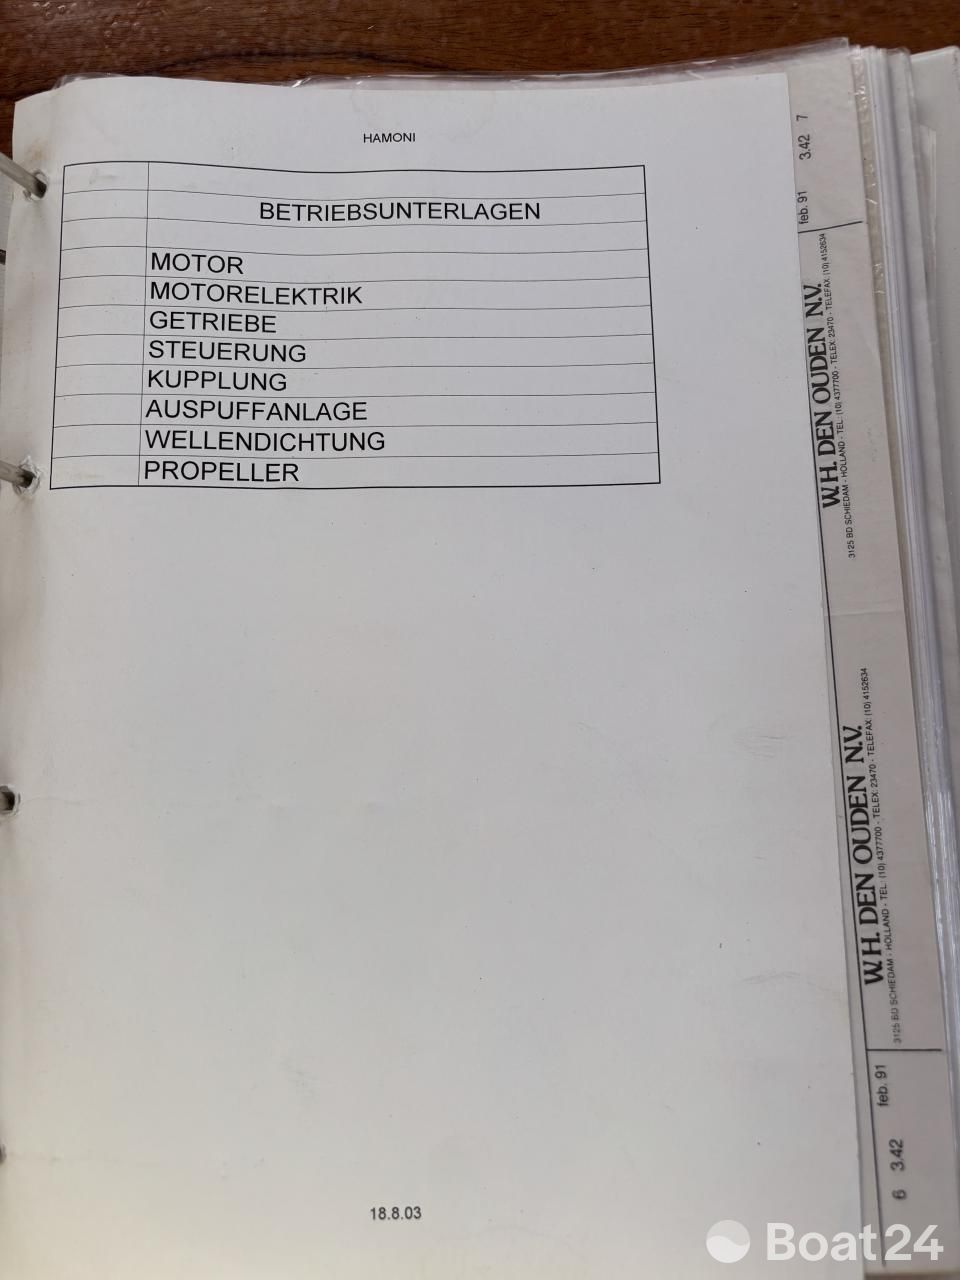 HAMONI
BETRIEBSUNTERLAGEN
MOTOR
MOTORELEKTRIK
GETRIEBE
STEUERUNG
KUPPLUNG
AUSPUFFANLAGE
WELLENDICHTUNG
PROPELLER
18.8.03
feb. 91 3.42 7
W.H. DEN OUDEN N.V.
3125 BD SCHIEDAM - HOLLAND - TEL.: (10) 4377700 - TELEX: 23470 - TELEFAX: (10) 4152634
W.H. DEN OUDEN N.V.
3125 BD SCHIEDAM - HOLLAND - TEL.: (10) 4377700 - TELEX: 23470 - TELEFAX: (10) 4152634
6 3.42 feb. 91
Boat24